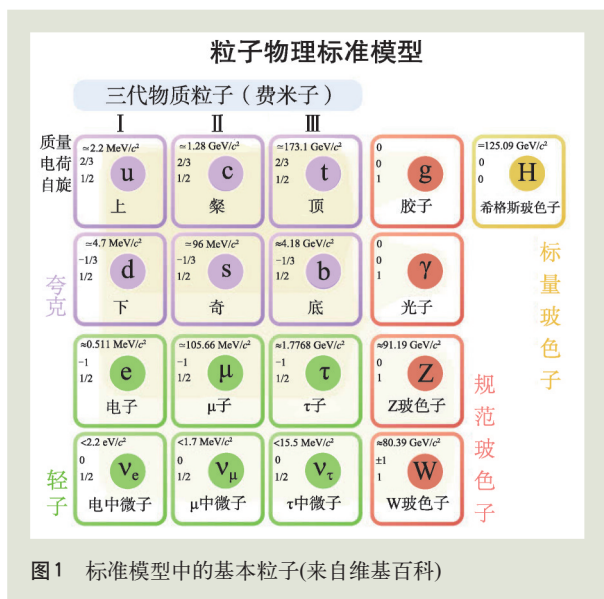 粒子物理标准模型
三代物质粒子(费米子)
I II III
质量
电荷
自旋
≃2.2 MeV/c²
2/3
1/2
u
上
≃1.28 GeV/c²
2/3
1/2
c
粲
≃173.1 GeV/c²
2/3
1/2
t
顶
0
0
1
g
胶子
≃125.09 GeV/c²
0
0
H
希格斯玻色子
≃4.7 MeV/c²
−1/3
1/2
d
下
≃96 MeV/c²
−1/3
1/2
s
奇
≃4.18 GeV/c²
−1/3
1/2
b
底
0
0
1
γ
光子
夸克
标量玻色子
≃0.511 MeV/c²
−1
1/2
e
电子
≃105.66 MeV/c²
−1
1/2
μ
μ子
≃1.7768 GeV/c²
−1
1/2
τ
τ子
≃91.19 GeV/c²
0
1
Z
Z玻色子
规范玻色子
<2.2 eV/c²
0
1/2
νe
电中微子
<1.7 MeV/c²
0
1/2
νμ
μ中微子
<15.5 MeV/c²
0
1/2
ντ
τ中微子
≃80.39 GeV/c²
±1
1
W
W玻色子
轻子
图1 标准模型中的基本粒子(来自维基百科)